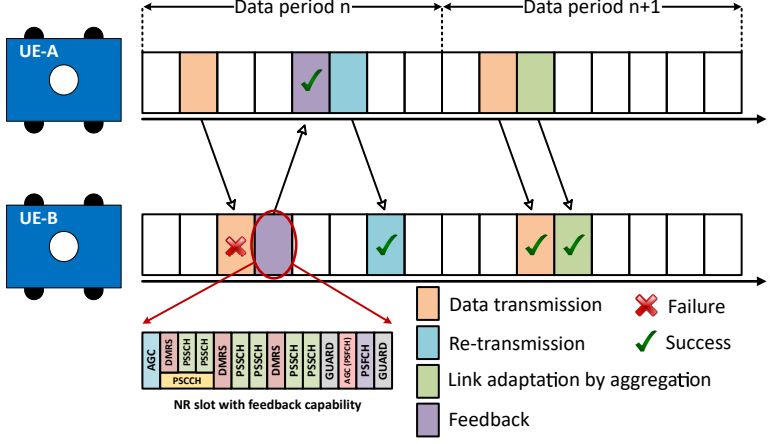 Data period n
Data period n+1
UE-A
UE-B
AGC
DMRS
PSSCH
PSSCH
PSCCH
DMRS
PSSCH
PSSCH
DMRS
PSSCH
PSSCH
GUARD
AGC (PSFCH)
PSFCH
GUARD
NR slot with feedback capability
Data transmission
Failure
Re-transmission
Success
Link adaptation by aggregation
Feedback